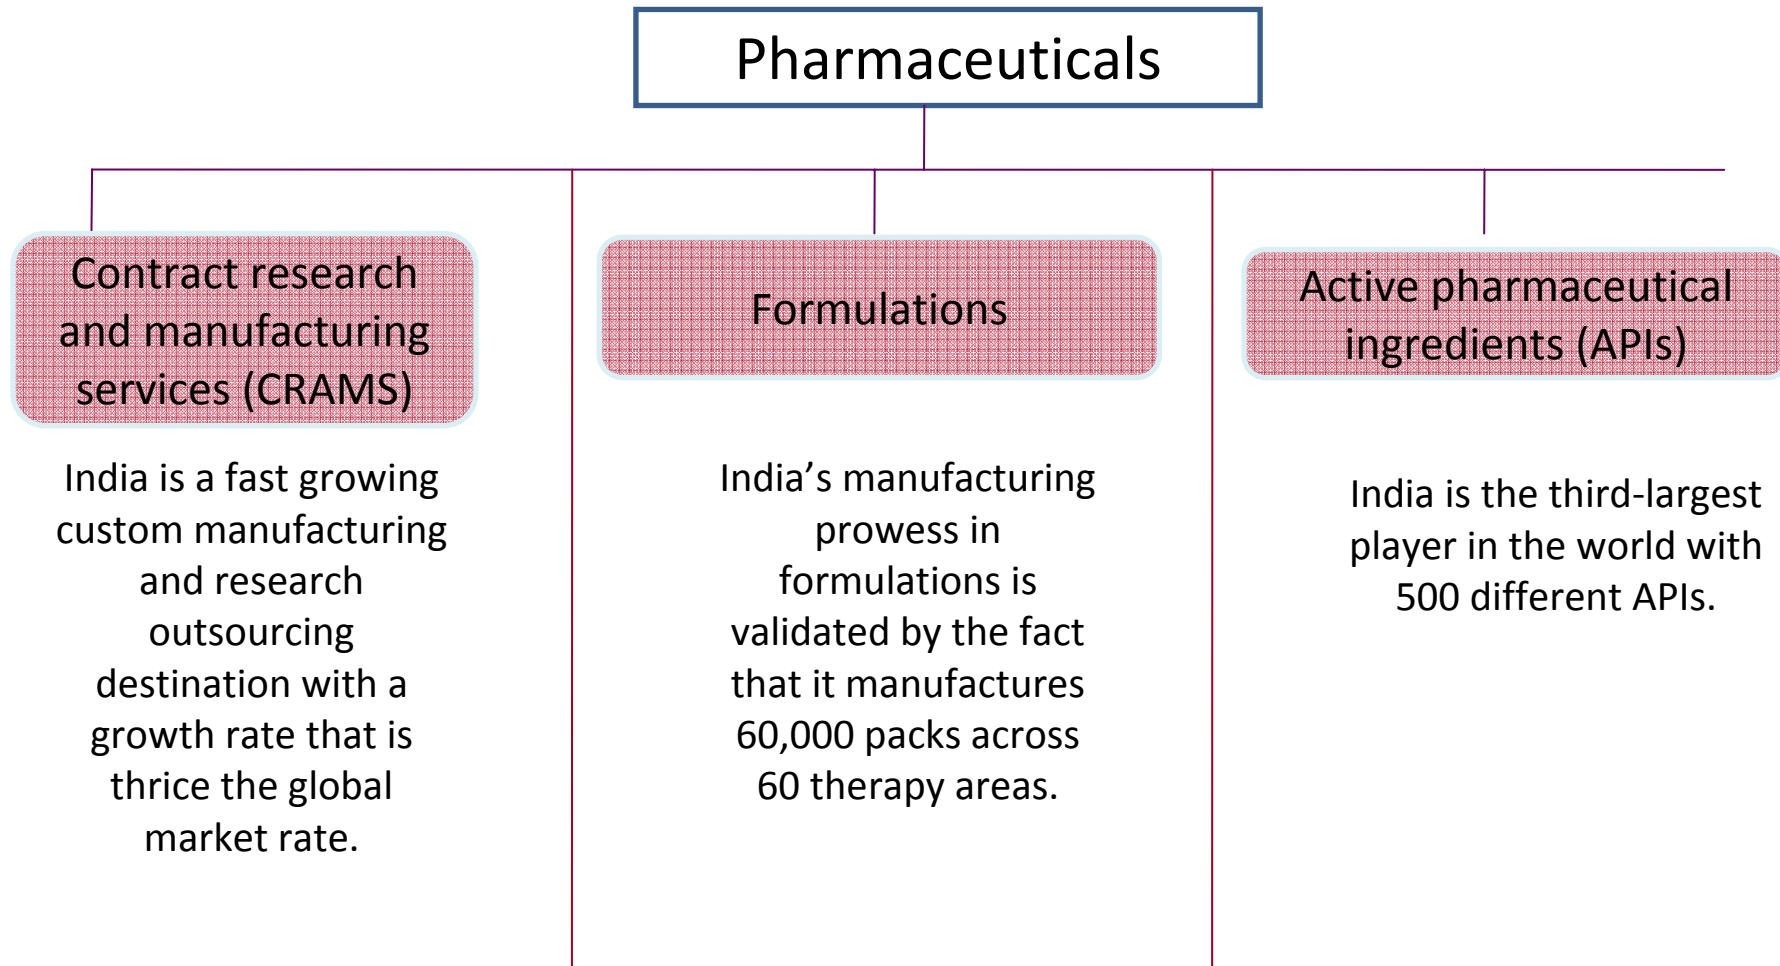 Pharmaceuticals
Contract research
and manufacturing
services (CRAMS)
India is a fast growing
custom manufacturing
and research
outsourcing
destination with a
growth rate that is
thrice the global
market rate.
Formulations
India’s manufacturing
prowess in
formulations is
validated by the fact
that it manufactures
60,000 packs across
60 therapy areas.
Active pharmaceutical
ingredients (APIs)
India is the third-largest
player in the world with
500 different APIs.